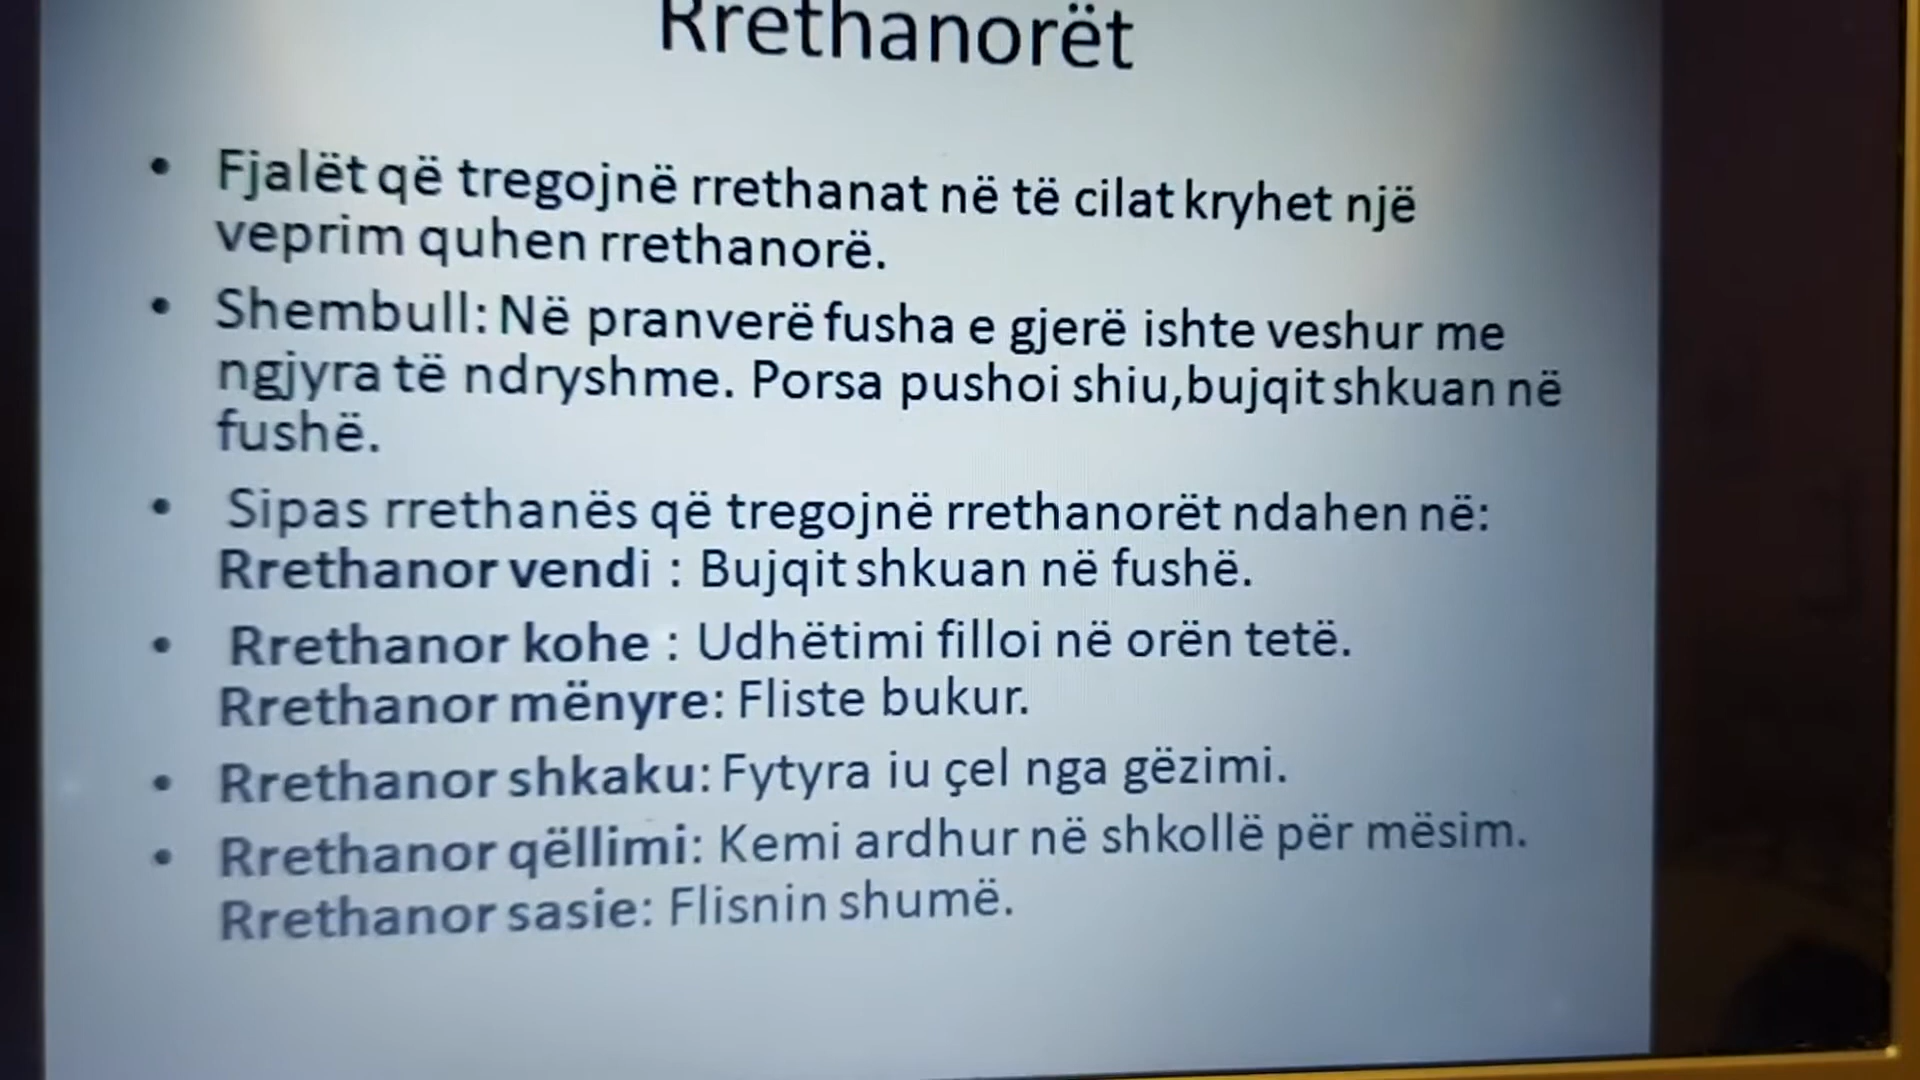 Rrethanorët
• Fjalët që tregojnë rrethanat në të cilat kryhet një
veprim quhen rrethanorë.
• Shembull: Në pranverë fusha e gjerë ishte veshur me
ngjyra të ndryshme. Porsa pushoi shiu,bujqit shkuan në
fushë.
• Sipas rrethanës që tregojnë rrethanorët ndahen në:
Rrethanor vendi : Bujqit shkuan në fushë.
• Rrethanor kohe : Udhëtimi filloi në orën tetë.
Rrethanor mënyre: Fliste bukur.
• Rrethanor shkaku: Fytyra iu çel nga gëzimi.
• Rrethanor qëllimi: Kemi ardhur në shkollë për mësim.
Rrethanor sasie: Flisnin shumë.